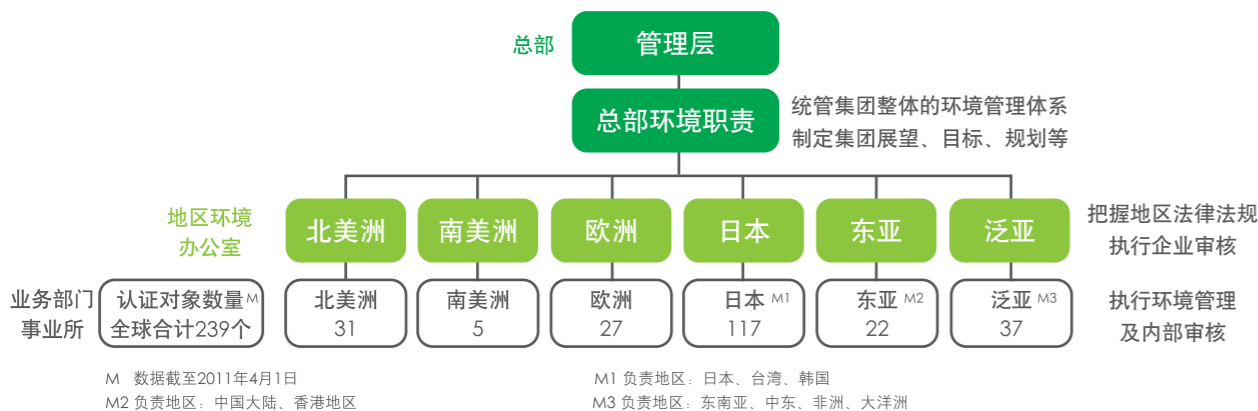 总部
管理层
总部环境职责
统管集团整体的环境管理体系
制定集团展望、目标、规划等
地区环境
办公室
北美洲
南美洲
欧洲
日本
东亚
泛亚
把握地区法律法规
执行企业审核
业务部门
事业所
认证对象数量 M
全球合计239个
北美洲
31
南美洲
5
欧洲
27
日本 M1
117
东亚 M2
22
泛亚 M3
37
执行环境管理
及内部审核
M 数据截至2011年4月1日
M1 负责地区：日本、台湾、韩国
M2 负责地区：中国大陆、香港地区
M3 负责地区：东南亚、中东、非洲、大洋洲